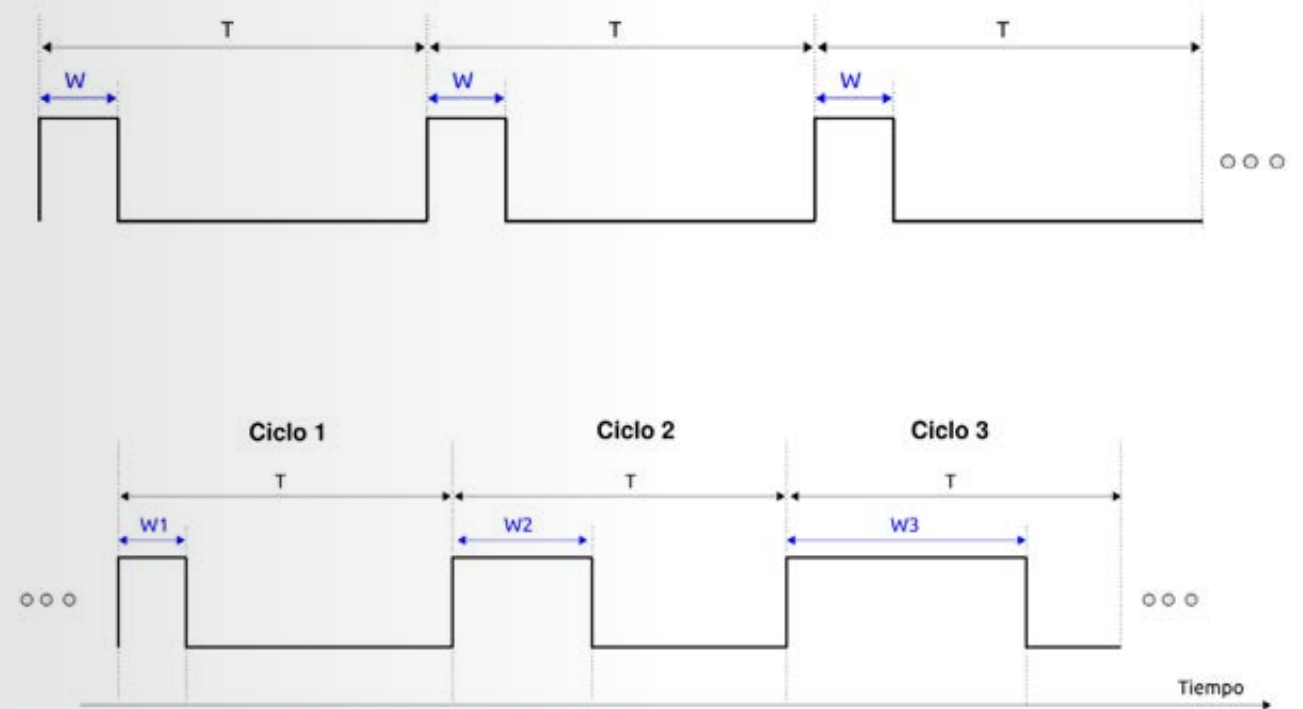 T T T
W W W
Ciclo 1 Ciclo 2 Ciclo 3
T T T
W1 W2 W3
Tiempo